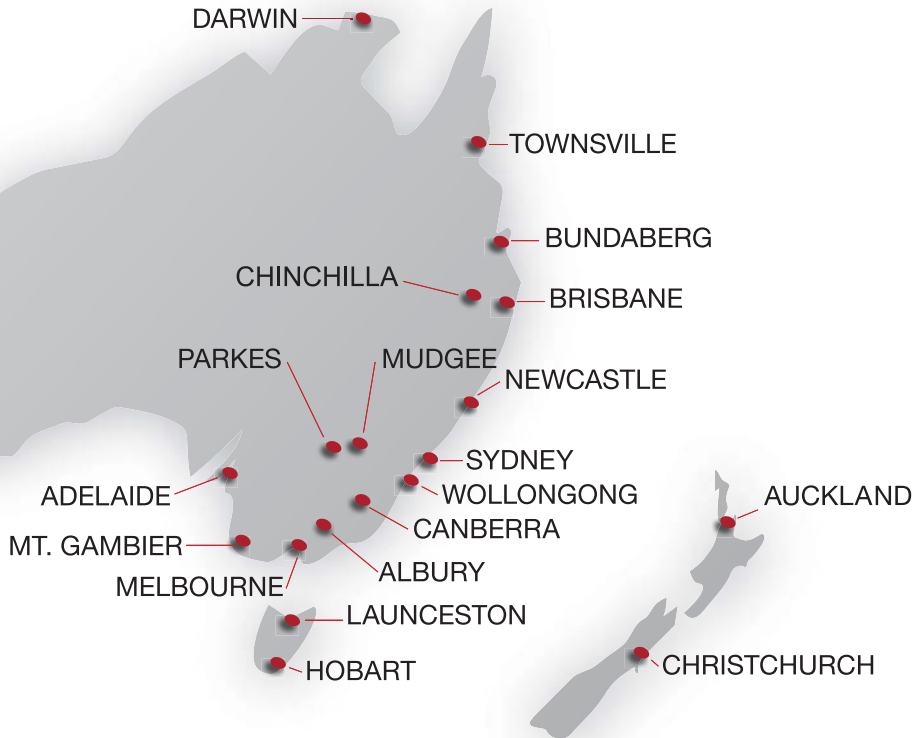 DARWIN
TOWNSVILLE
BUNDABERG
CHINCHILLA
BRISBANE
PARKES
MUDGEE
NEWCASTLE
SYDNEY
ADELAIDE
WOLLONGONG
AUCKLAND
CANBERRA
MT. GAMBIER
ALBURY
MELBOURNE
LAUNCESTON
CHRISTCHURCH
HOBART